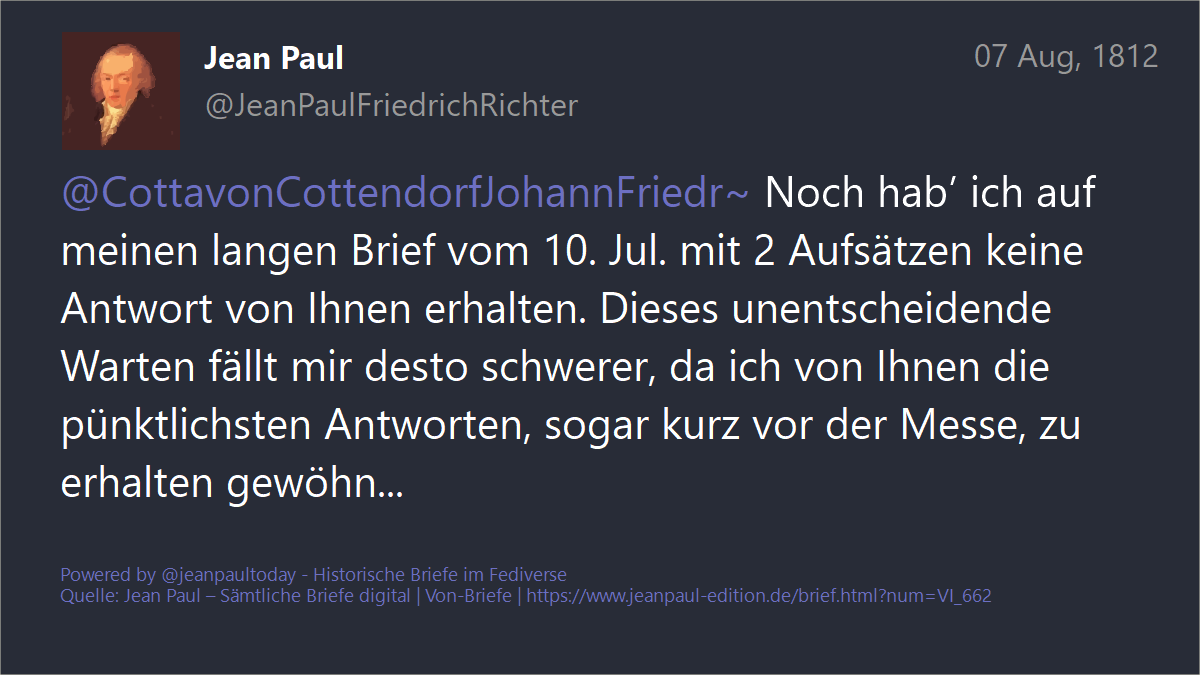 Jean Paul
07 Aug, 1812
@JeanPaulFriedrichRichter
@CottavonCottendorfJohannFriedr~ Noch hab’ ich auf
meinen langen Brief vom 10. Jul. mit 2 Aufsätzen keine
Antwort von Ihnen erhalten. Dieses unentscheidende
Warten fällt mir desto schwerer, da ich von Ihnen die
pünktlichsten Antworten, sogar kurz vor der Messe, zu
erhalten gewöhn...
Powered by @jeanpaultoday - Historische Briefe im Fediverse
Quelle: Jean Paul – Sämtliche Briefe digital | Von-Briefe | https://www.jeanpaul-edition.de/brief.html?num=VI_662